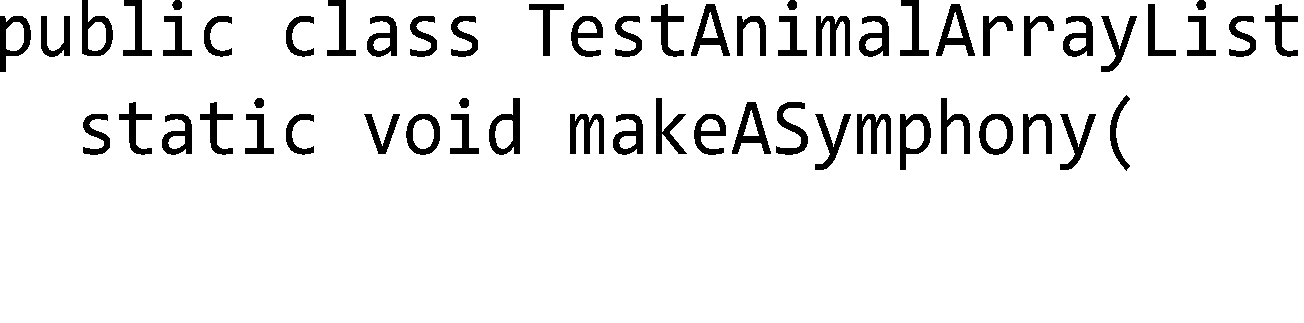 public class TestAnimalArrayList
static void makeASymphony(